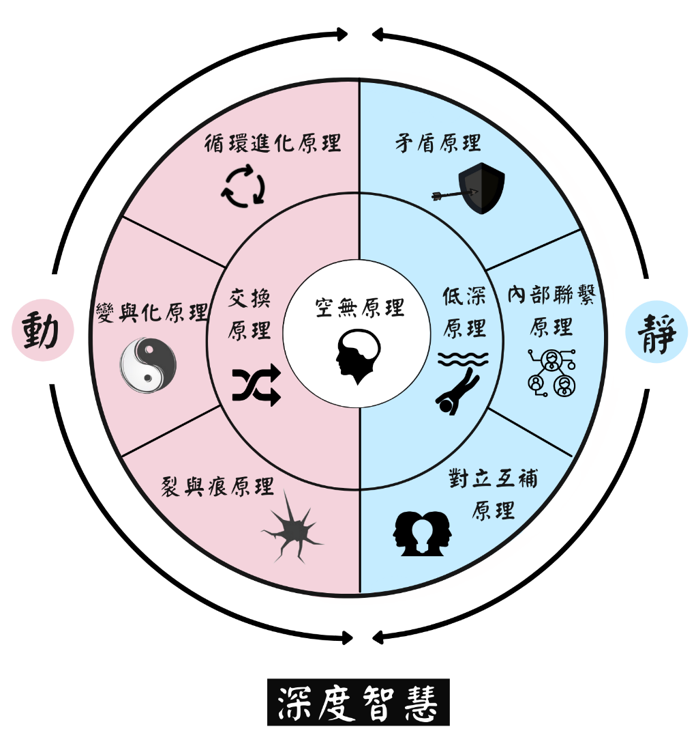 循環進化原理
矛盾原理
變與化原理
交換
原理
空無原理
低深
原理
內部聯繫
原理
動
靜
裂與痕原理
對立互補
原理
深度智慧